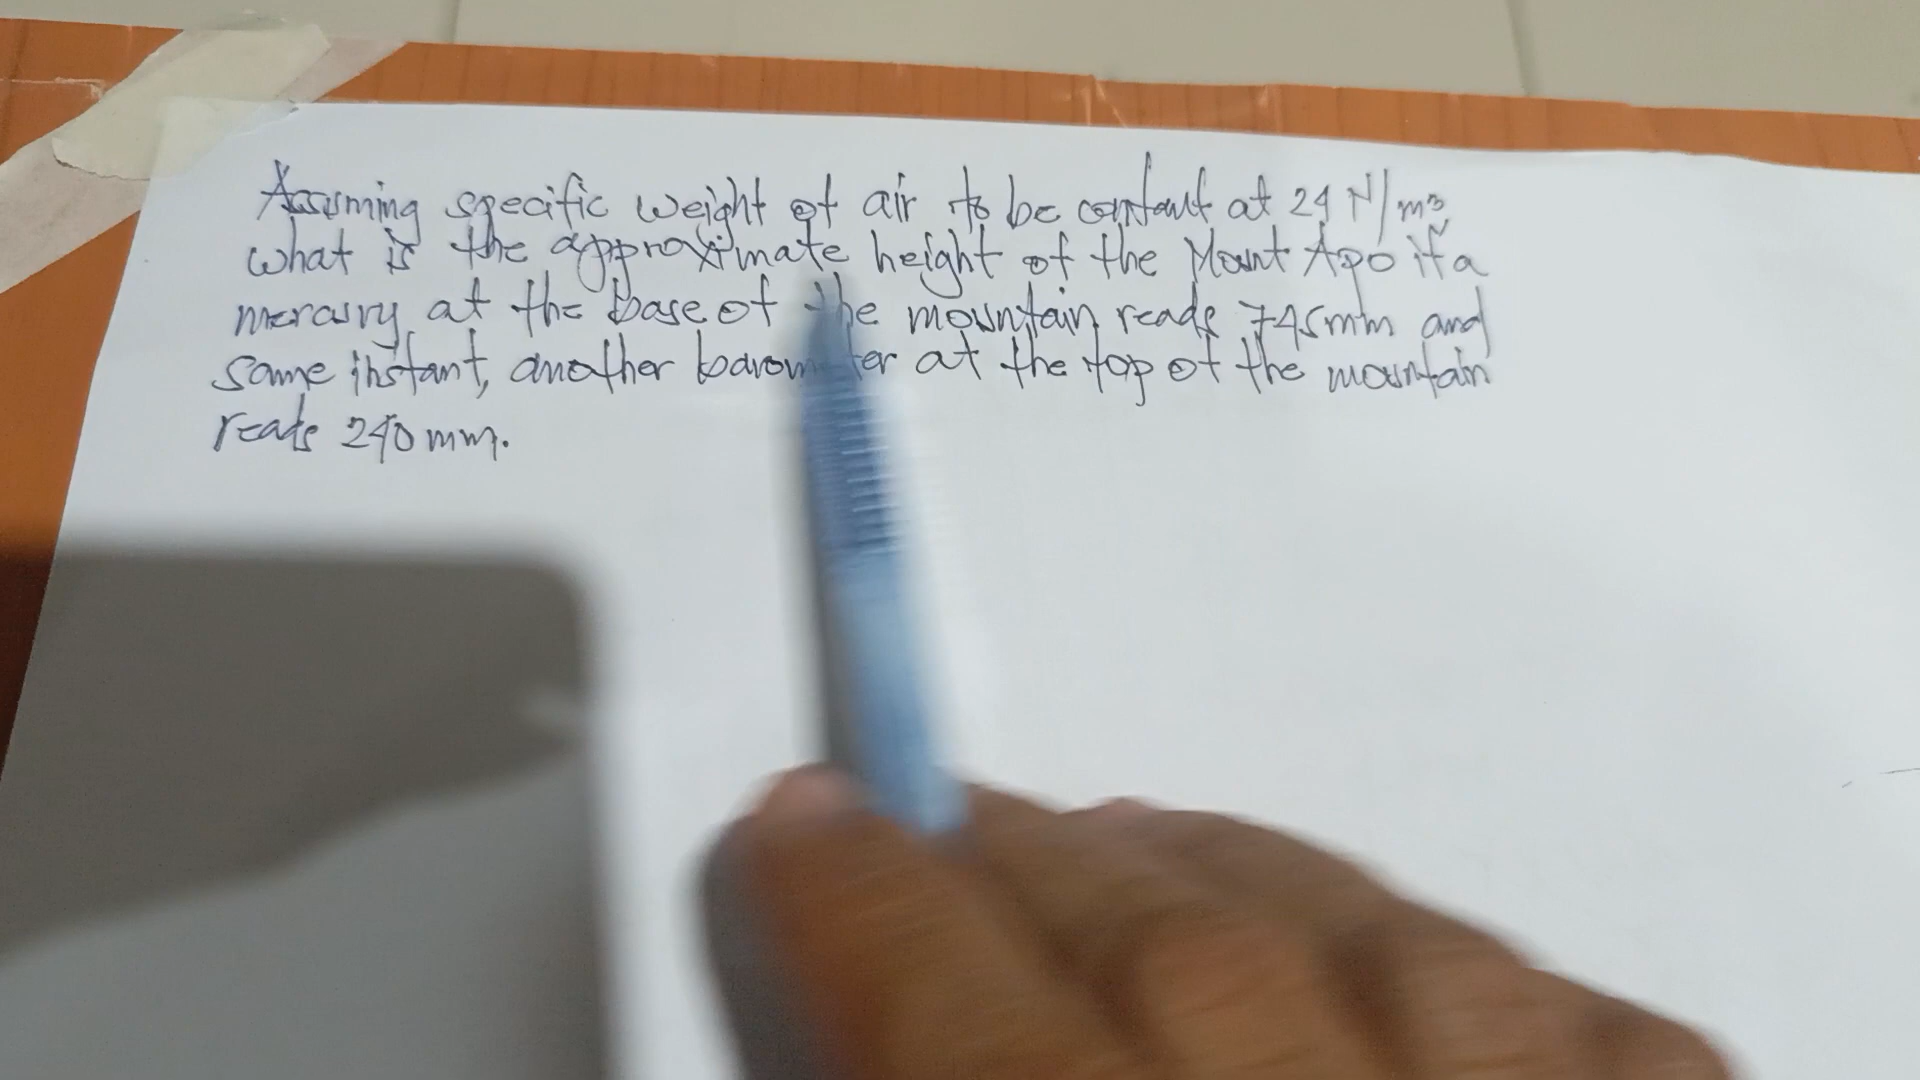 Assuming specific weight of air to be contant at 24 N/m3,
what is the approximate height of the Mount Apo if a
mercury at the base of the mountain reads 745mm and
same instant, another barometer at the top of the mountain
reads 240 mm.